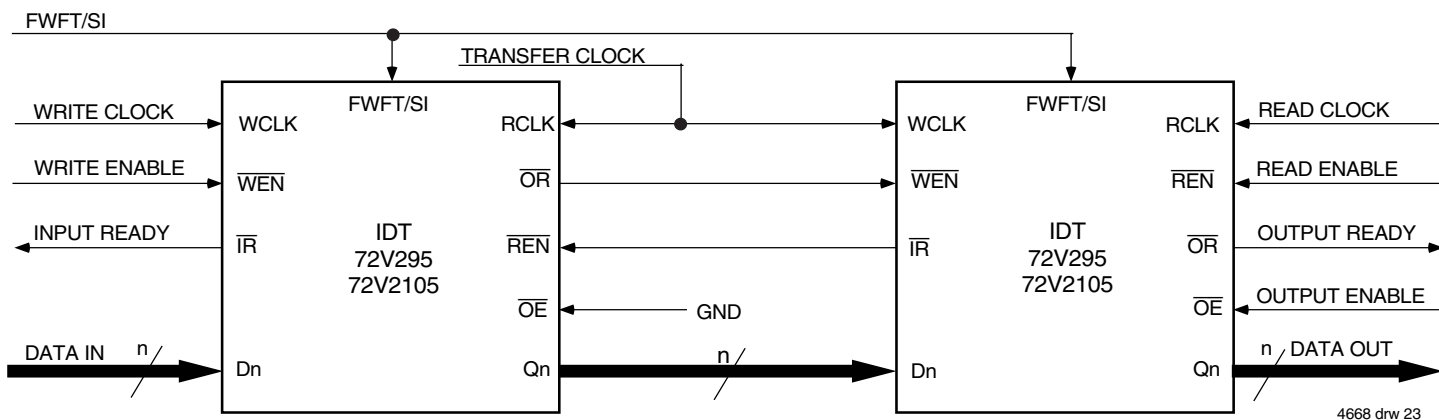 FWFT/SI
TRANSFER CLOCK
FWFT/SI
FWFT/SI
WRITE CLOCK
WCLK
RCLK
WCLK
RCLK
READ CLOCK
WRITE ENABLE
WEN
OR
WEN
REN
READ ENABLE
INPUT READY
IR
IDT
72V295
72V2105
REN
IR
IDT
72V295
72V2105
OR
OUTPUT READY
OE
GND
OE
OUTPUT ENABLE
DATA IN
n
Dn
Qn
n
Dn
Qn
n
DATA OUT
4668 drw 23